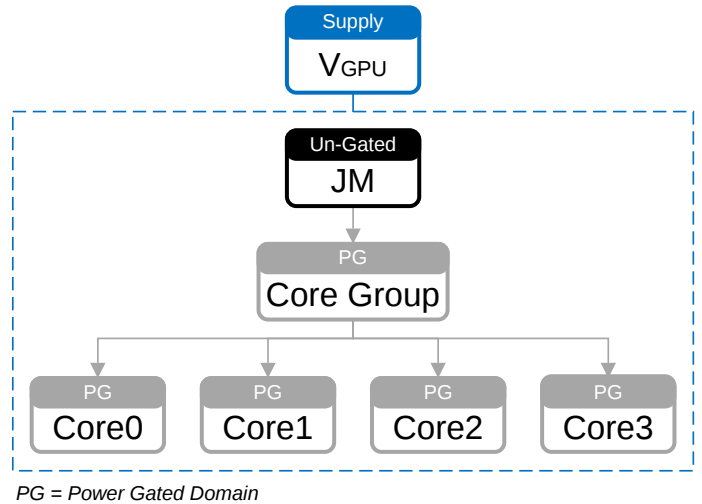 Supply
VGPU
Un-Gated
JM
PG
Core Group
PG PG PG PG
Core0 Core1 Core2 Core3
PG = Power Gated Domain